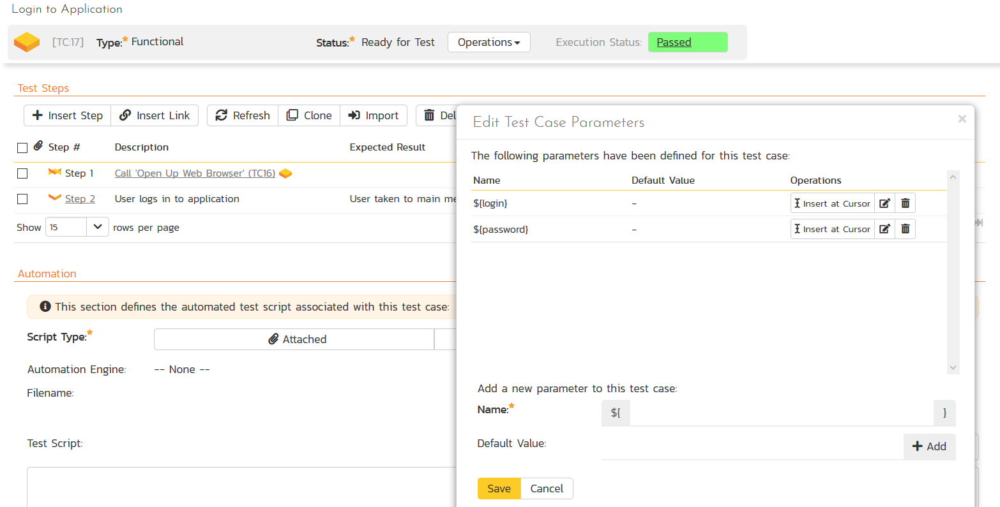 Login to Application
[TC:17] Type: Functional Status: Ready for Test Operations Execution Status: Passed
Test Steps
Insert Step Insert Link Refresh Clone Import Del
Step # Description Expected Result
Step 1 Call 'Open Up Web Browser' (TC16)
Step 2 User logs in to application User taken to main me
Show 15 rows per page
Automation
This section defines the automated test script associated with this test case:
Script Type: Attached
Automation Engine: -- None --
Filename:
Test Script:
Edit Test Case Parameters ×
The following parameters have been defined for this test case:
Name Default Value Operations
${login} - Insert at Cursor
${password} - Insert at Cursor
Add a new parameter to this test case:
Name: ${ }
Default Value: Add
Save Cancel